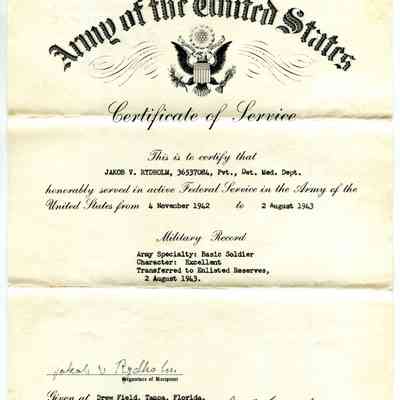 Army of the United States
Certificate of Service
This is to certify that
JAKOB V. RYDHOLM, 36537084, Pvt., Det. Med. Dept.
honorably served in active Federal Service in the Army of the
United States from 4 November 1942 to 2 August 1943
Military Record
Army Specialty: Basic Soldier
Character: Excellent
Transferred to Enlisted Reserves,
2 August 1943.
Jakob V Rydholm
Signature of Recipient
Given at Drew Field, Tampa, Florida.